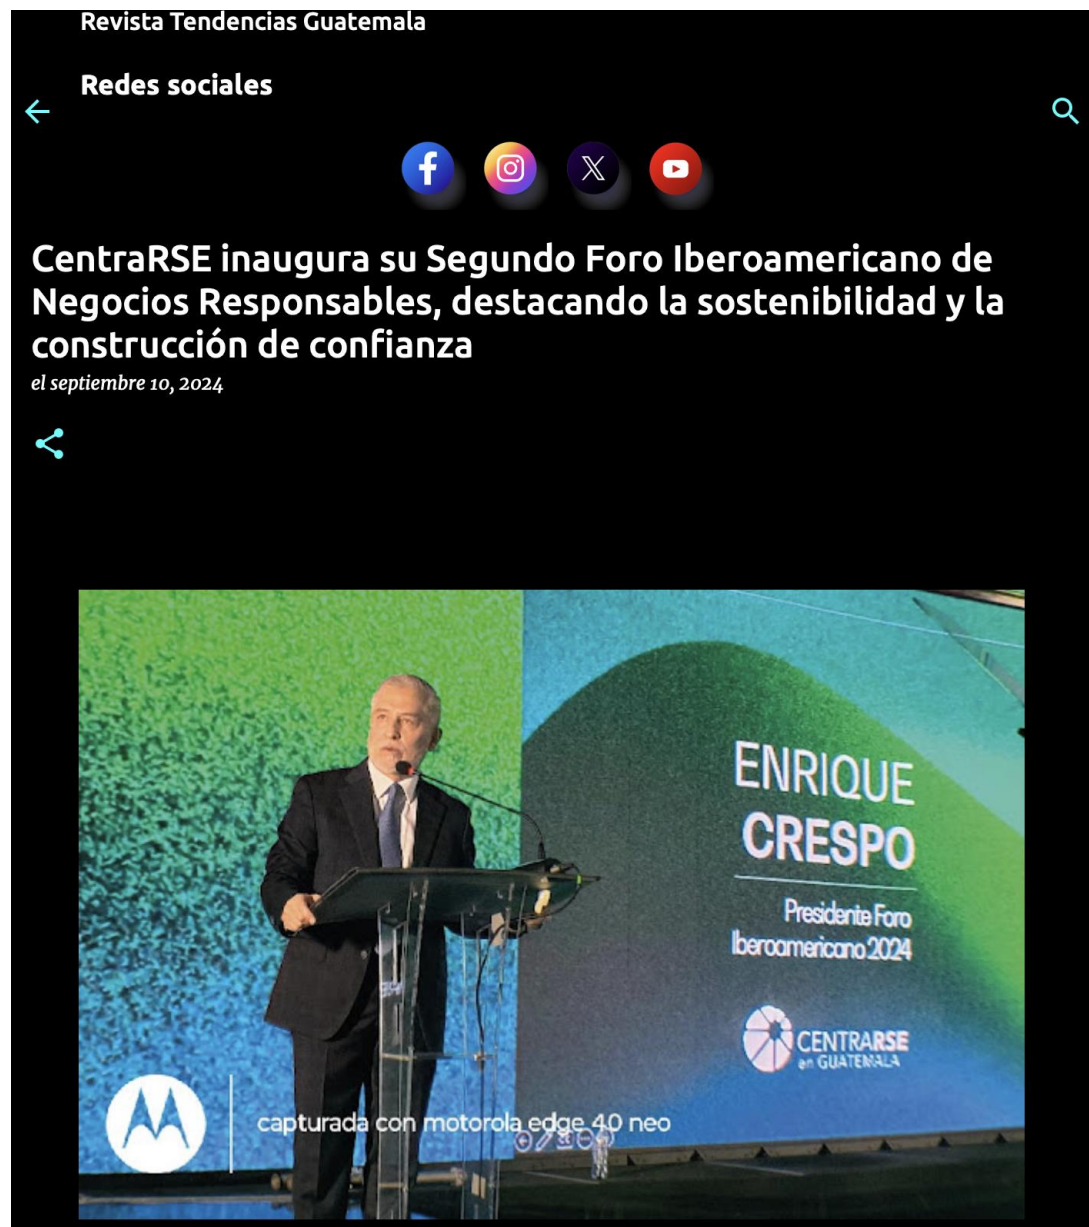 Revista Tendencias Guatemala
Redes sociales
CentraRSE inaugura su Segundo Foro Iberoamericano de
Negocios Responsables, destacando la sostenibilidad y la
construcción de confianza
el septiembre 10, 2024
ENRIQUE
CRESPO
Presidente Foro
Iberoamericano 2024
CENTRARSE
en GUATEMALA
capturada con motorola edge 40 neo